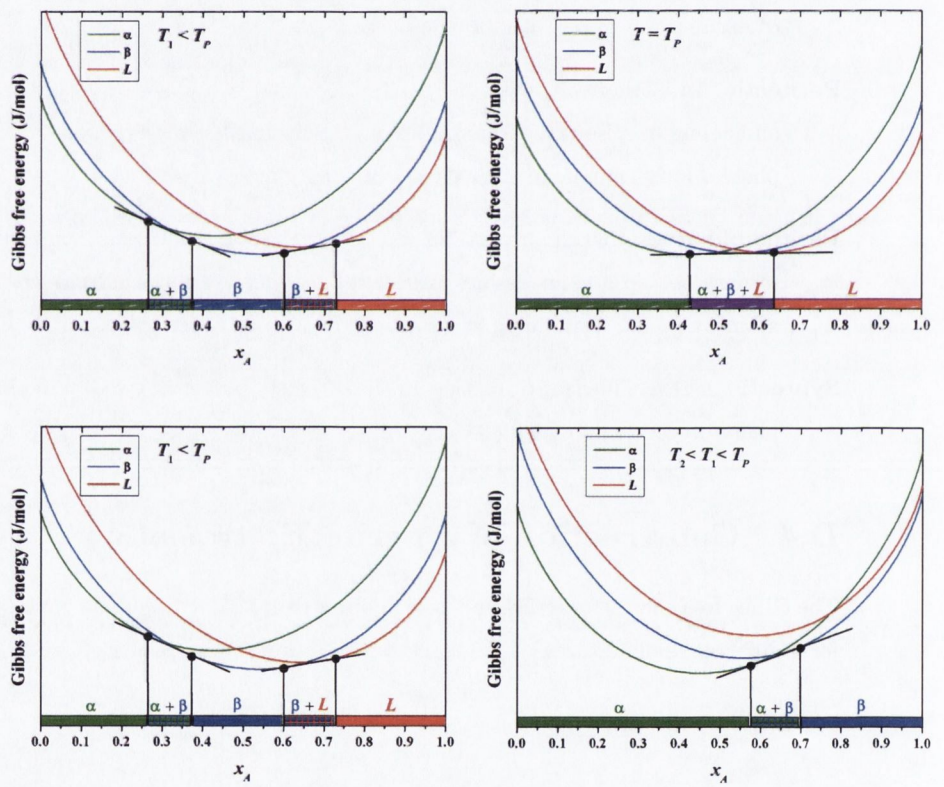 T₁ < Tₚ
α
β
L
Gibbs free energy (J/mol)
α α + β β β + L L
0.0 0.1 0.2 0.3 0.4 0.5 0.6 0.7 0.8 0.9 1.0
x_A
T = Tₚ
α
β
L
Gibbs free energy (J/mol)
α α + β + L L
0.0 0.1 0.2 0.3 0.4 0.5 0.6 0.7 0.8 0.9 1.0
x_A
T₁ < Tₚ
α
β
L
Gibbs free energy (J/mol)
α α + β β β + L L
0.0 0.1 0.2 0.3 0.4 0.5 0.6 0.7 0.8 0.9 1.0
x_A
T₂ < T₁ < Tₚ
α
β
L
Gibbs free energy (J/mol)
α α + β β
0.0 0.1 0.2 0.3 0.4 0.5 0.6 0.7 0.8 0.9 1.0
x_A